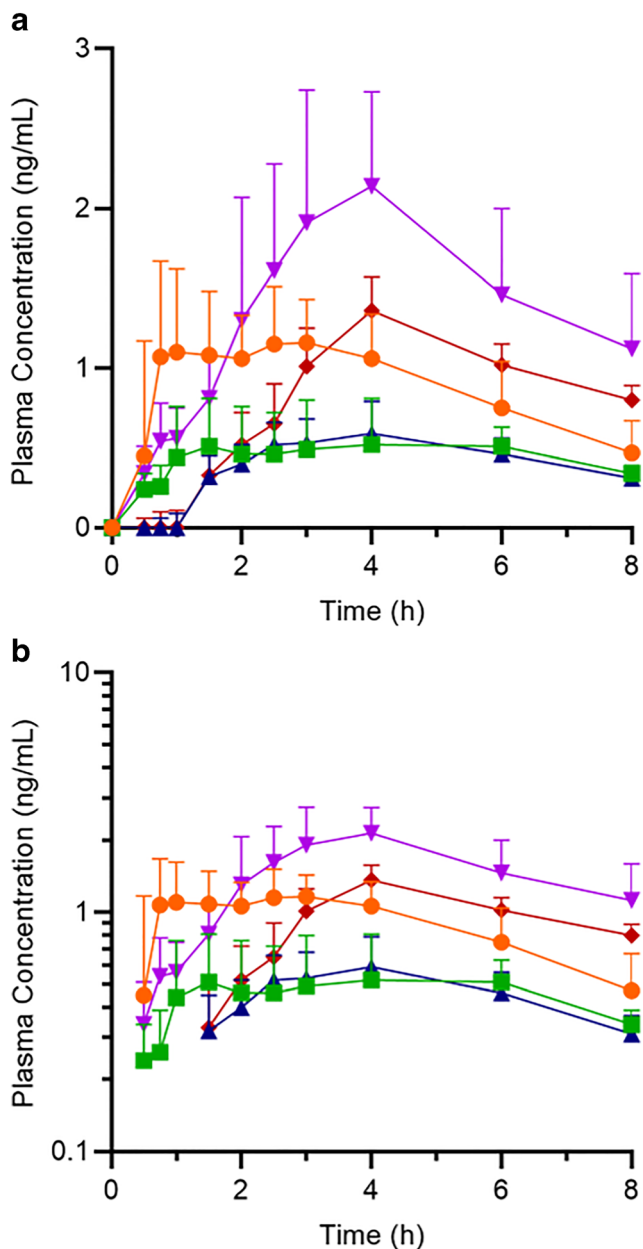 a
Plasma Concentration (ng/mL)
3
2
1
0
0 2 4 6 8
Time (h)
b
Plasma Concentration (ng/mL)
10
1
0.1
0 2 4 6 8
Time (h)